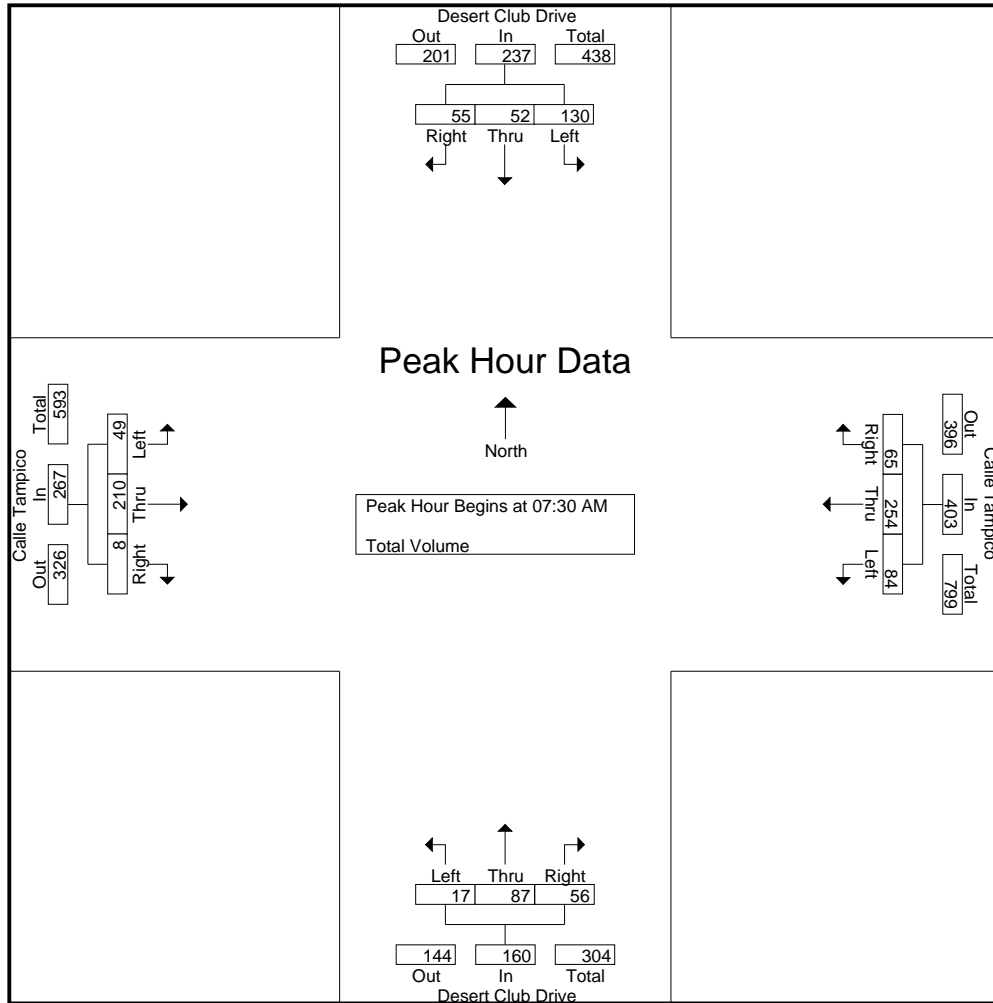 Desert Club Drive
Out In Total
201 237 438
55 52 130
Right Thru Left
Peak Hour Data
North
Peak Hour Begins at 07:30 AM
Total Volume
Calle Tampico
Out In Total
326 267 593
49 210 8
Left Thru Right
Calle Tampico
Out In Total
396 403 799
65 254 84
Right Thru Left
Left Thru Right
17 87 56
144 160 304
Out In Total
Desert Club Drive